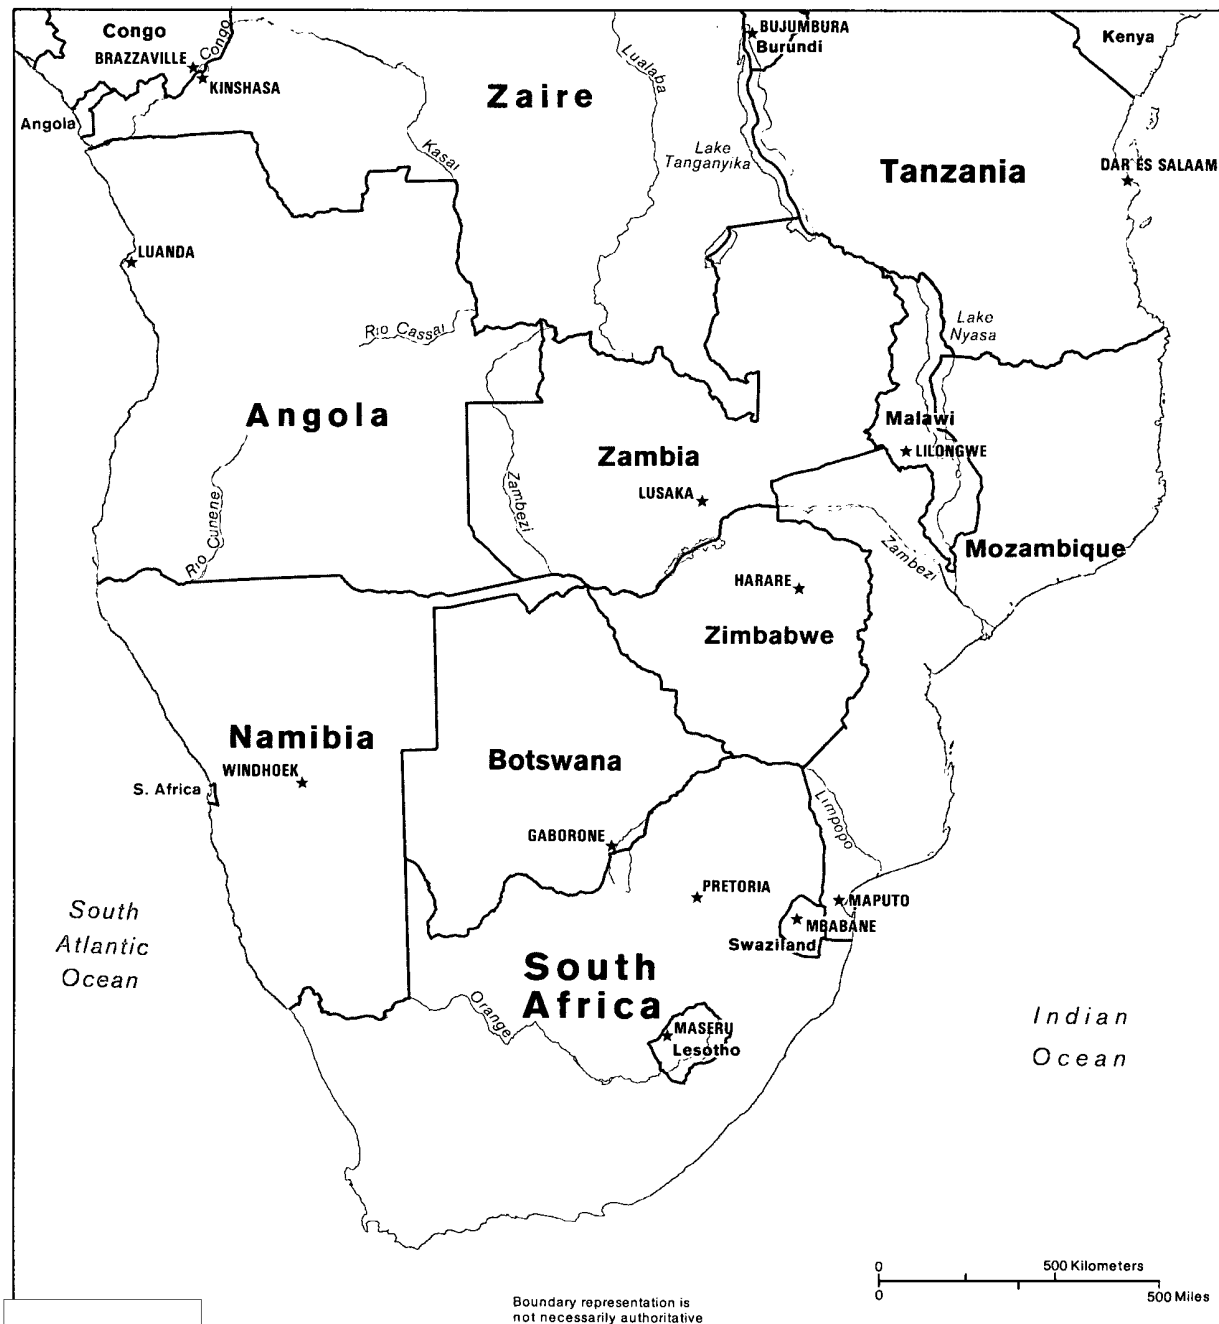 Congo
BRAZZAVILLE
Congo
KINSHASA
Angola
Zaire
Kasai
Lualaba
BUJUMBURA
Burundi
Kenya
Lake
Tanganyika
Tanzania
DAR ES SALAAM
LUANDA
Rio Cassai
Lake
Nyasa
Angola
Malawi
LILONGWE
Zambia
LUSAKA
Zambezi
Rio Cunene
Zambezi
Mozambique
HARARE
Zimbabwe
Namibia
WINDHOEK
S. Africa
Botswana
GABORONE
Limpopo
PRETORIA
MAPUTO
MBABANE
Swaziland
South
Atlantic
Ocean
South
Africa
Orange
MASERU
Lesotho
Indian
Ocean
0 500 Kilometers
0 500 Miles
Boundary representation is
not necessarily authoritative